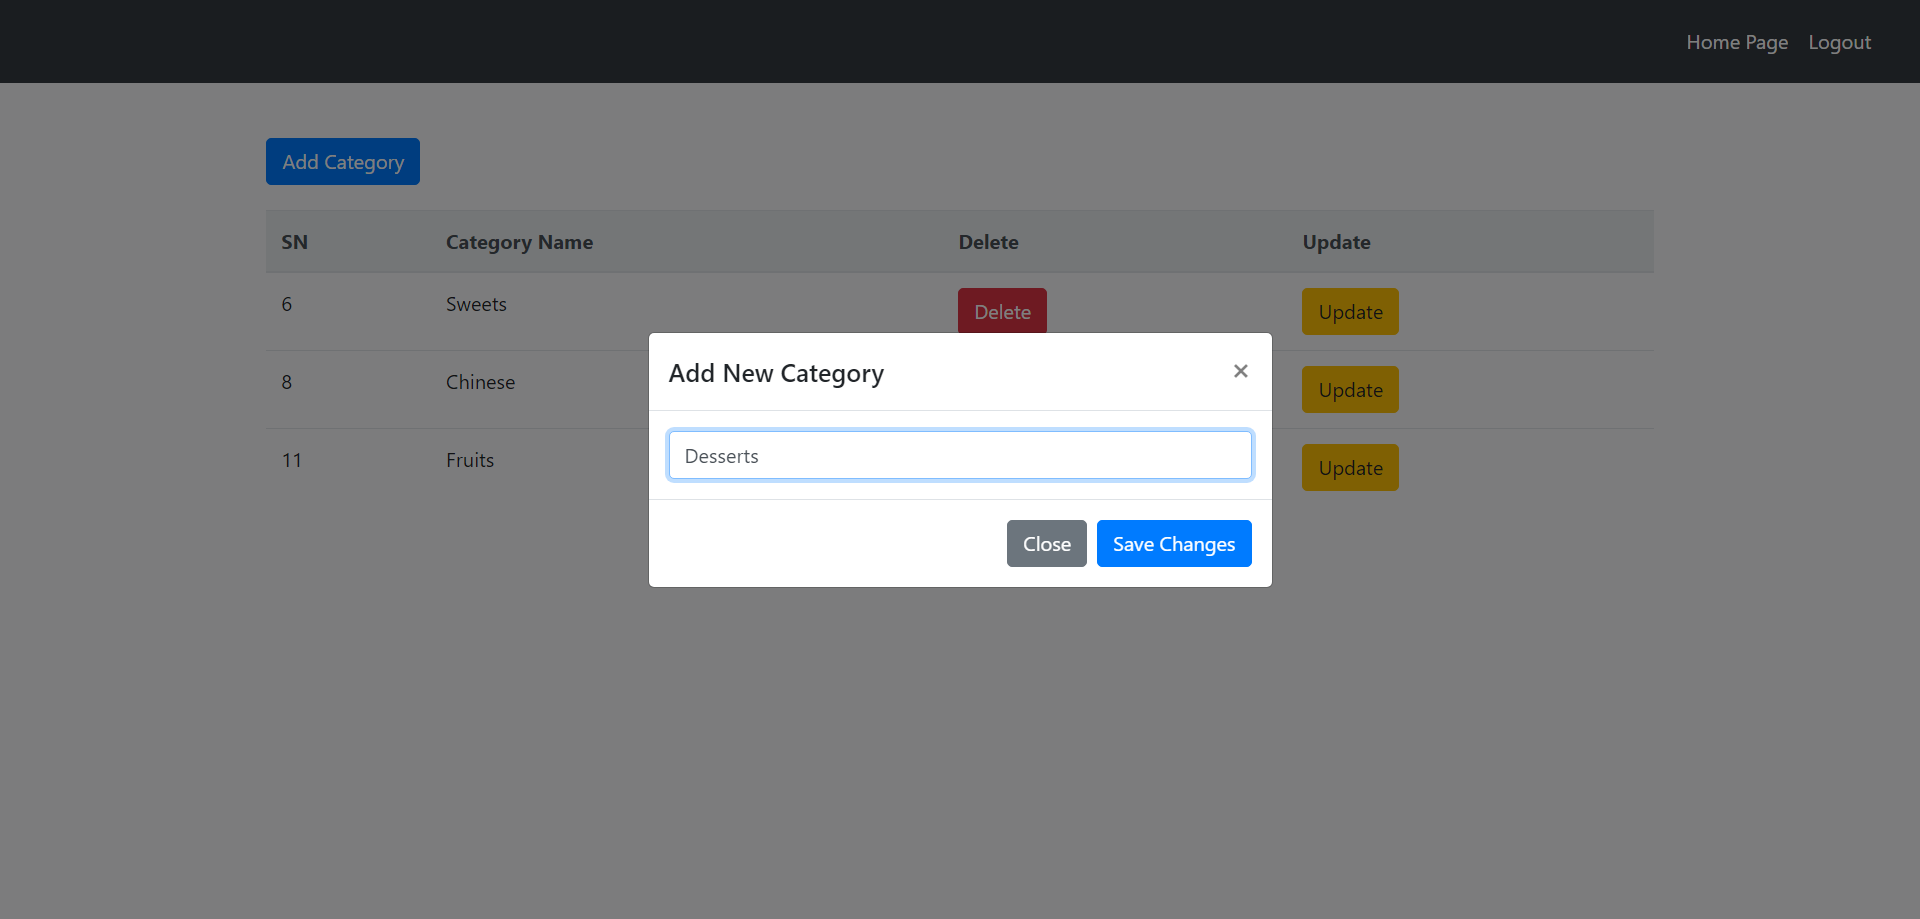 Home Page Logout
Add Category
SN Category Name Delete Update
6 Sweets Delete Update
8 Chinese Update
11 Fruits Update
Add New Category ×
Desserts
Close Save Changes